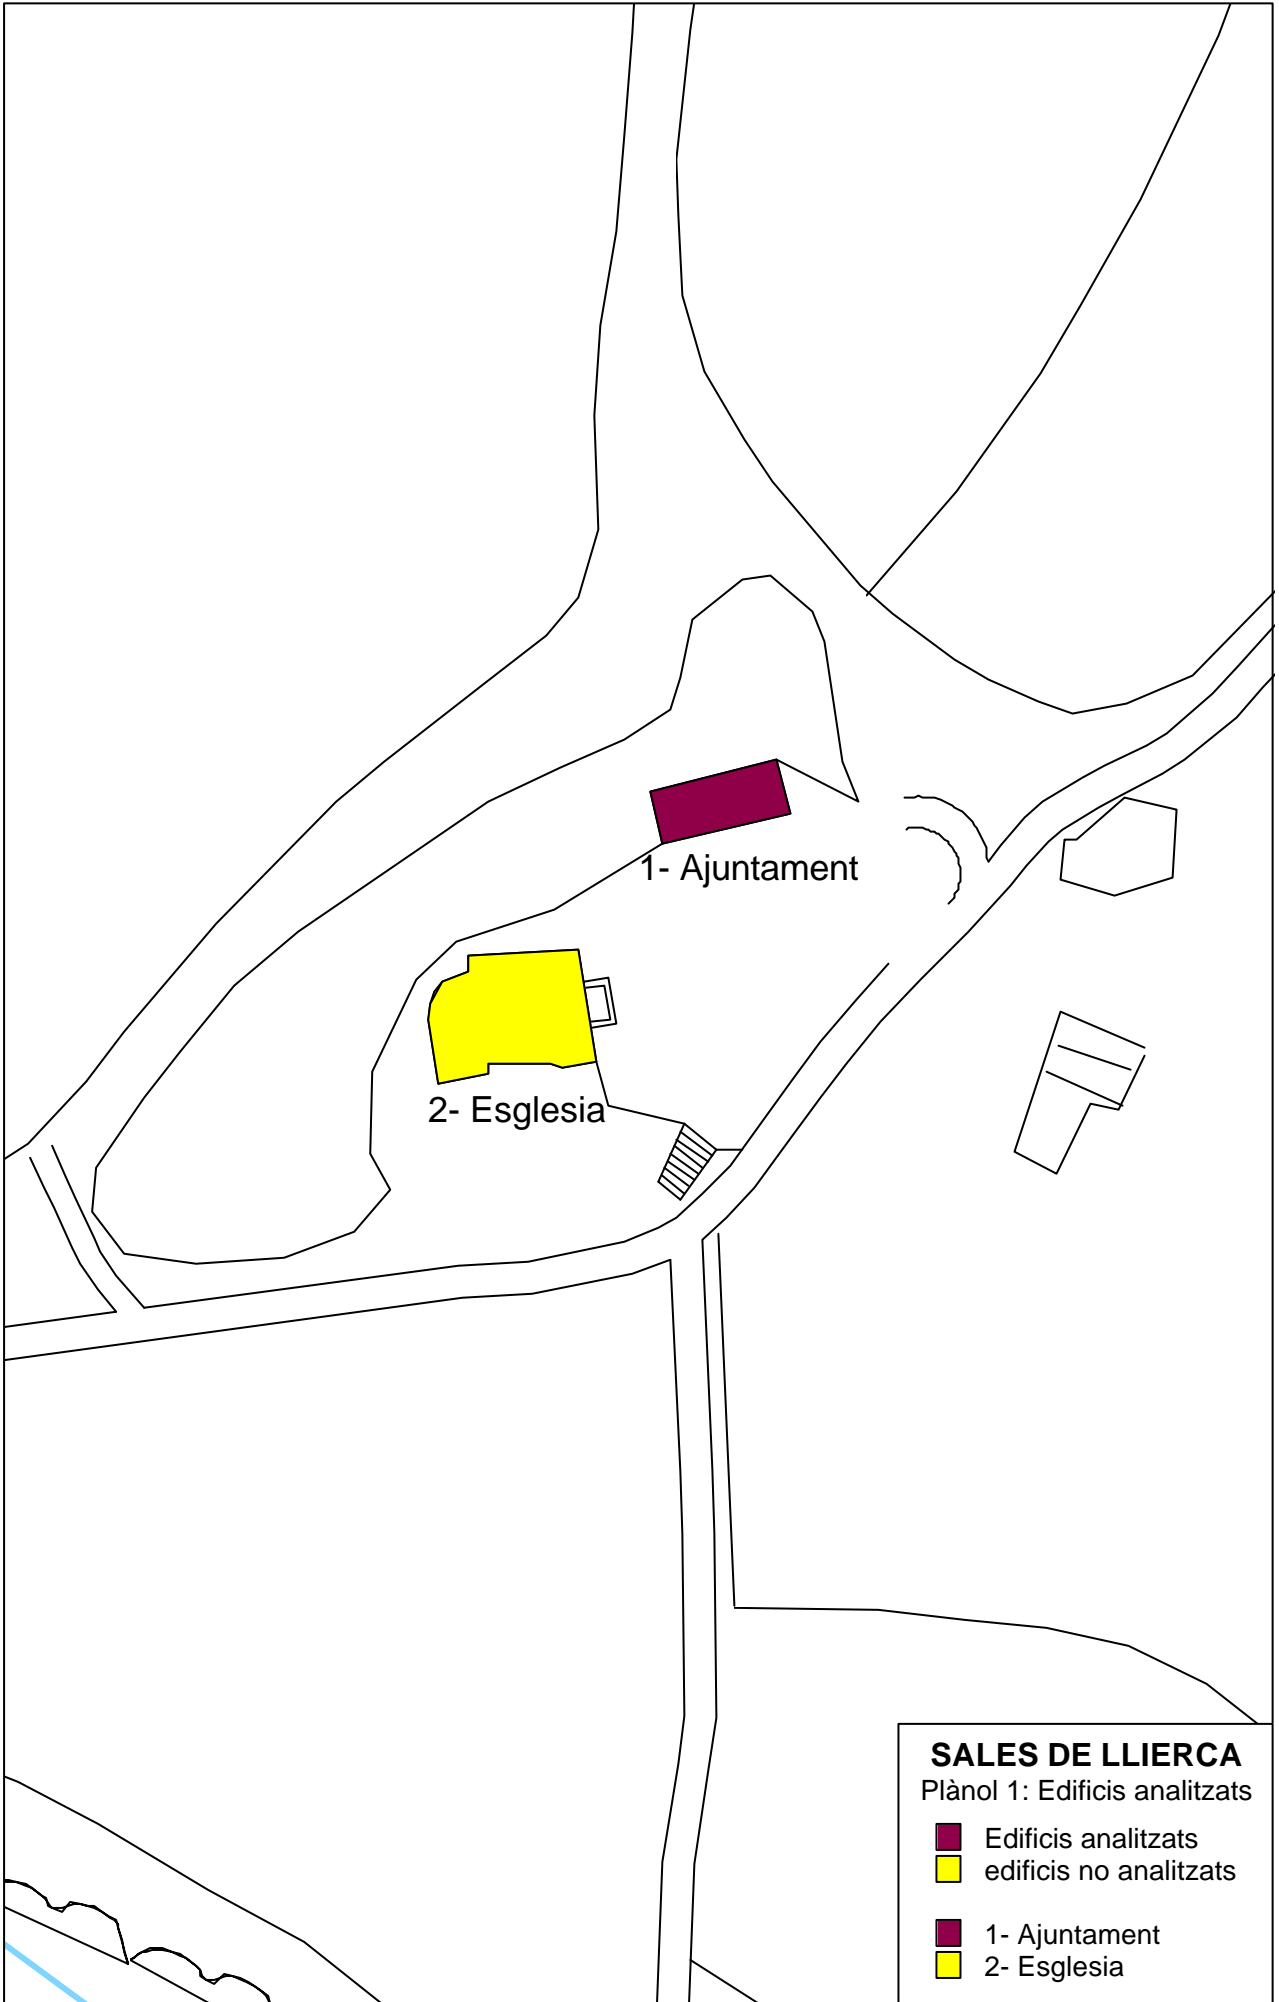 1- Ajuntament
2- Esglesia
SALES DE LLIERCA
Plànol 1: Edificis analitzats
Edificis analitzats
edificis no analitzats
1- Ajuntament
2- Esglesia